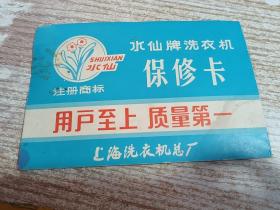 水仙牌洗衣机
SHUIXIAN
水仙
注册商标
保修卡
用户至上 质量第一
上海洗衣机总厂